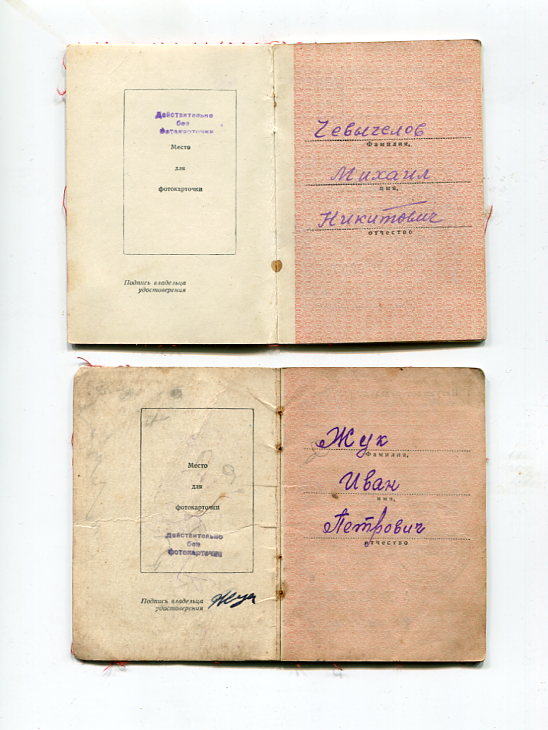 Действительно
без
фотокарточки
Место
для
фотокарточки
Подпись владельца
удостоверения
Чевычелов
Фамилия,
Михаил
имя,
Никитович
отчество
Место
для
фотокарточки
Действительно
без
фотокарточки
Подпись владельца Жук
удостоверения
Жук
Фамилия,
Иван
имя,
Петрович
отчество